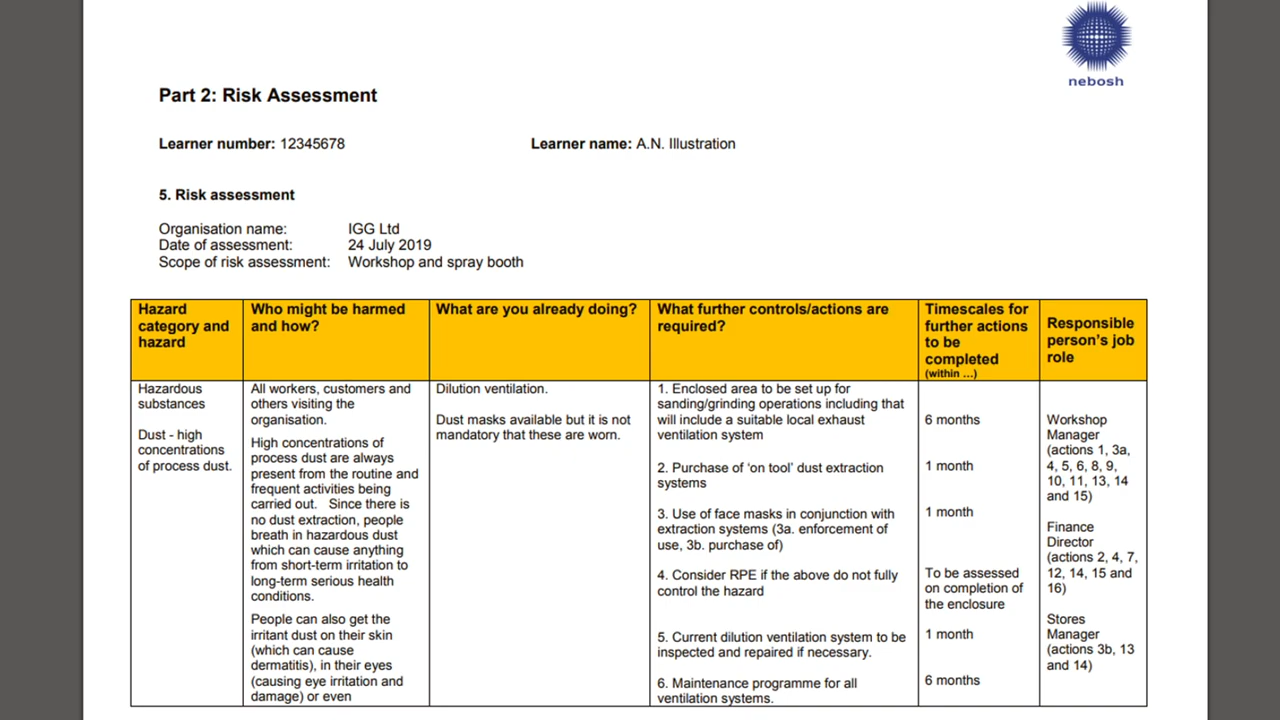 nebosh
Part 2: Risk Assessment
Learner number: 12345678
Learner name: A.N. Illustration
5. Risk assessment
Organisation name: IGG Ltd
Date of assessment: 24 July 2019
Scope of risk assessment: Workshop and spray booth
Hazard
category and
hazard
Who might be harmed
and how?
What are you already doing?
What further controls/actions are
required?
Timescales for
further actions
to be
completed
(within ...)
Responsible
person's job
role
Hazardous
substances
Dust - high
concentrations
of process dust.
All workers, customers and
others visiting the
organisation.
High concentrations of
process dust are always
present from the routine and
frequent activities being
carried out. Since there is
no dust extraction, people
breath in hazardous dust
which can cause anything
from short-term irritation to
long-term serious health
conditions.
People can also get the
irritant dust on their skin
(which can cause
dermatitis), in their eyes
(causing eye irritation and
damage) or even
Dilution ventilation.
Dust masks available but it is not
mandatory that these are worn.
1. Enclosed area to be set up for
sanding/grinding operations including that
will include a suitable local exhaust
ventilation system
2. Purchase of 'on tool' dust extraction
systems
3. Use of face masks in conjunction with
extraction systems (3a. enforcement of
use, 3b. purchase of)
4. Consider RPE if the above do not fully
control the hazard
5. Current dilution ventilation system to be
inspected and repaired if necessary.
6. Maintenance programme for all
ventilation systems.
6 months
1 month
1 month
To be assessed
on completion of
the enclosure
1 month
6 months
Workshop
Manager
(actions 1, 3a,
4, 5, 6, 8, 9,
10, 11, 13, 14
and 15)
Finance
Director
(actions 2, 4, 7,
12, 14, 15 and
16)
Stores
Manager
(actions 3b, 13
and 14)